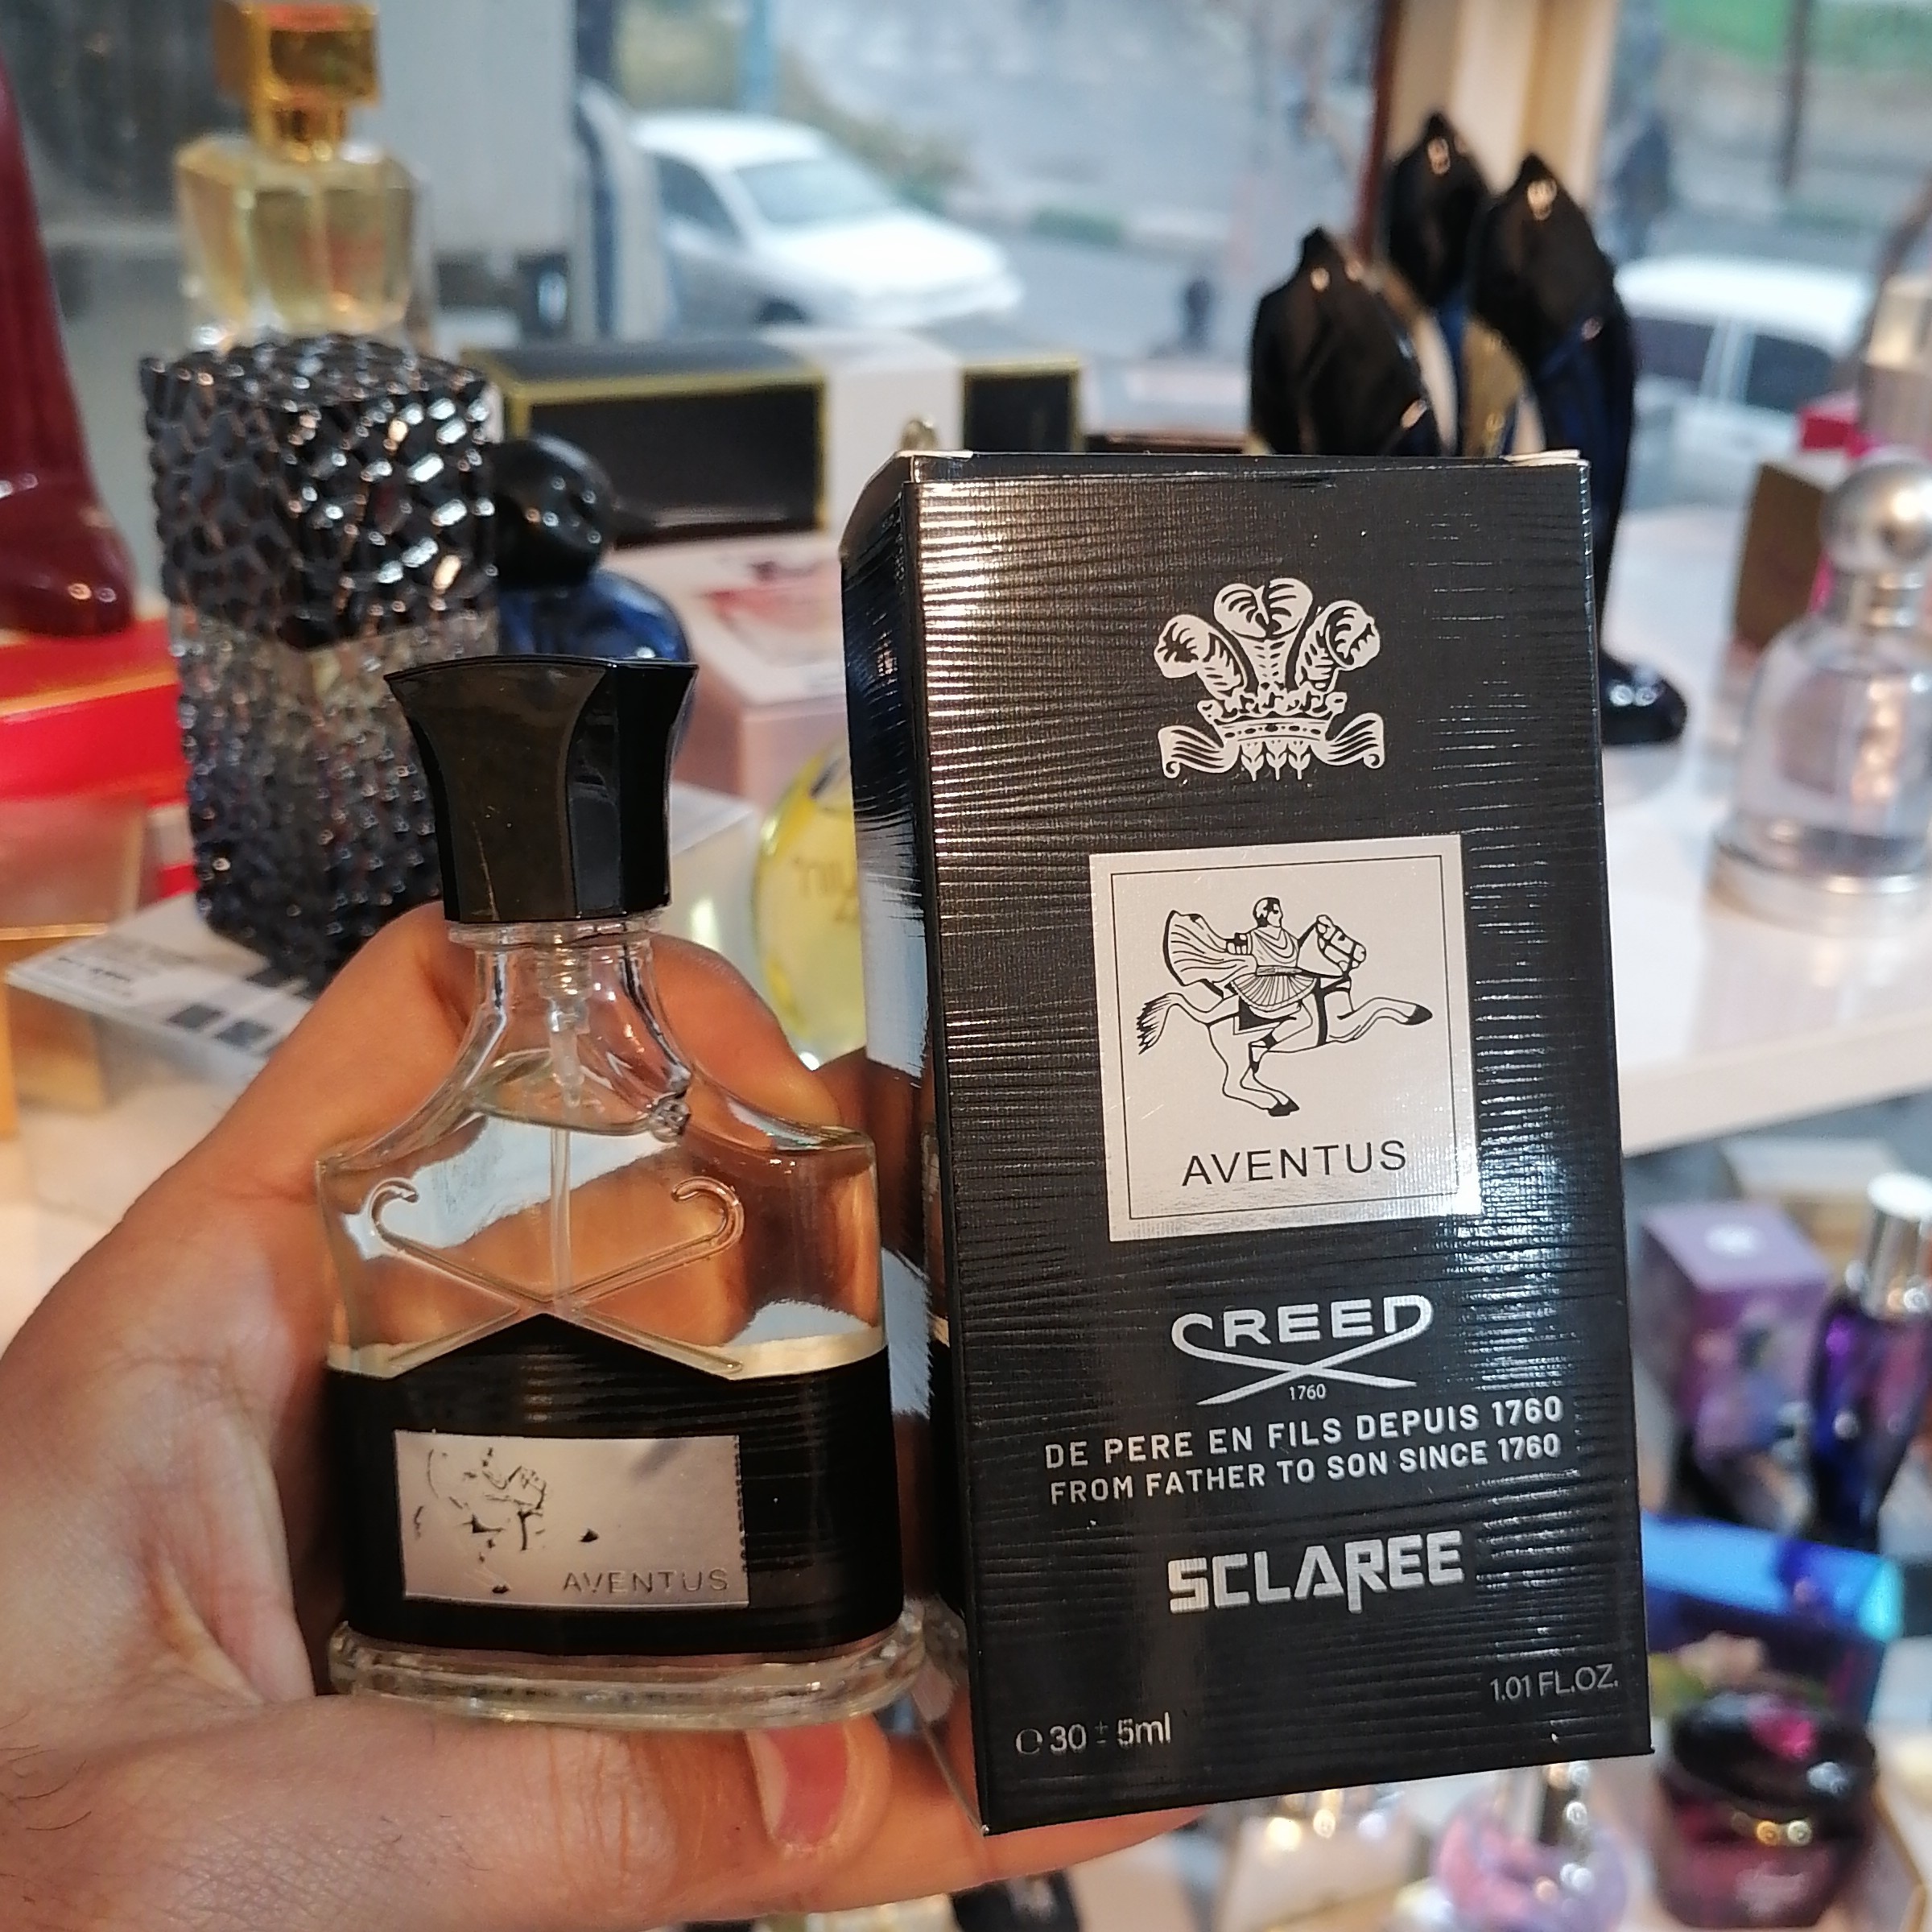 AVENTUS
CREED
1760
DE PERE EN FILS DEPUIS 1760
FROM FATHER TO SON SINCE 1760
SCLAREE
1.01 FL.OZ.
℮ 30 ± 5ml
AVENTUS